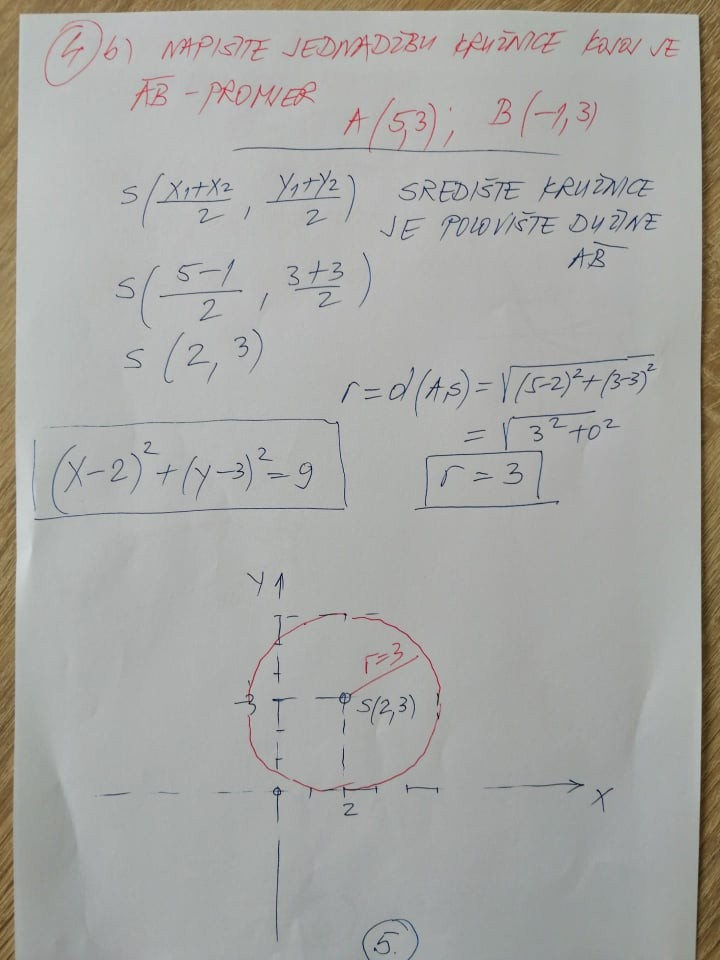 4 b) NAPIŠITE JEDNADŽBU KRUŽNICE KOJOJ JE
AB - PROMJER
A(5,3); B(-1,3)
S(x1+x2/2, y1+y2/2) SREDIŠTE KRUŽNICE
JE POLOVIŠTE DUŽINE
AB
S(5-1/2, 3+3/2)
S(2, 3)
r = d(A,S) = √(5-2)²+(3-3)²
= √3²+0²
(x-2)²+(y-3)²=9
r = 3
Y
r=3
3
S(2,3)
2
X
5.